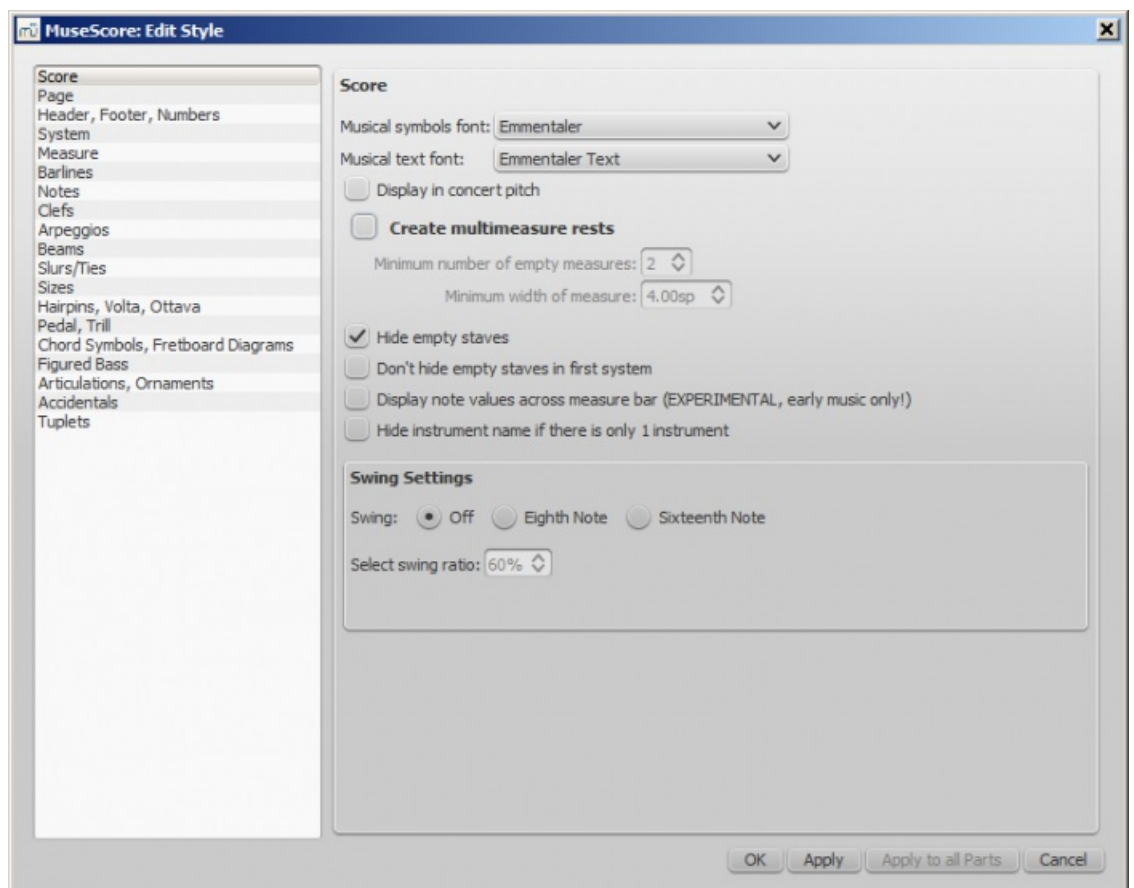 MuseScore: Edit Style
Score
Page
Header, Footer, Numbers
System
Measure
Barlines
Notes
Clefs
Arpeggios
Beams
Slurs/Ties
Sizes
Hairpins, Volta, Ottava
Pedal, Trill
Chord Symbols, Fretboard Diagrams
Figured Bass
Articulations, Ornaments
Accidentals
Tuplets
Score
Musical symbols font: Emmentaler
Musical text font: Emmentaler Text
Display in concert pitch
Create multimeasure rests
Minimum number of empty measures: 2
Minimum width of measure: 4.00sp
Hide empty staves
Don't hide empty staves in first system
Display note values across measure bar (EXPERIMENTAL, early music only!)
Hide instrument name if there is only 1 instrument
Swing Settings
Swing: Off Eighth Note Sixteenth Note
Select swing ratio: 60%
OK Apply Apply to all Parts Cancel